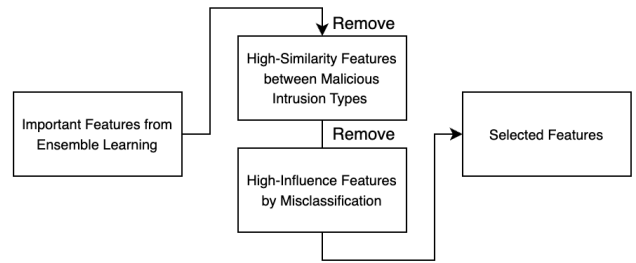 Important Features from
Ensemble Learning
Remove
High-Similarity Features
between Malicious
Intrusion Types
Remove
High-Influence Features
by Misclassification
Selected Features